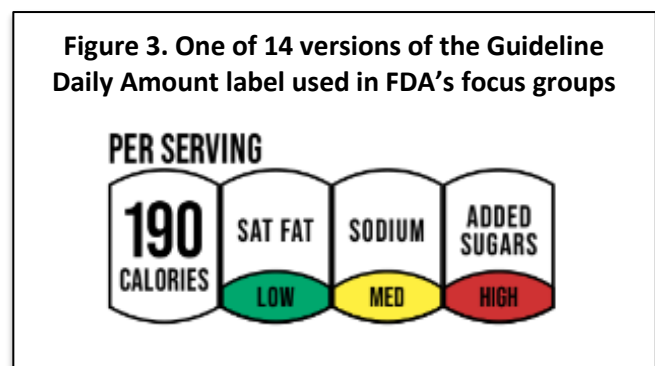 Figure 3. One of 14 versions of the Guideline
Daily Amount label used in FDA’s focus groups
PER SERVING
190
CALORIES
SAT FAT
LOW
SODIUM
MED
ADDED
SUGARS
HIGH